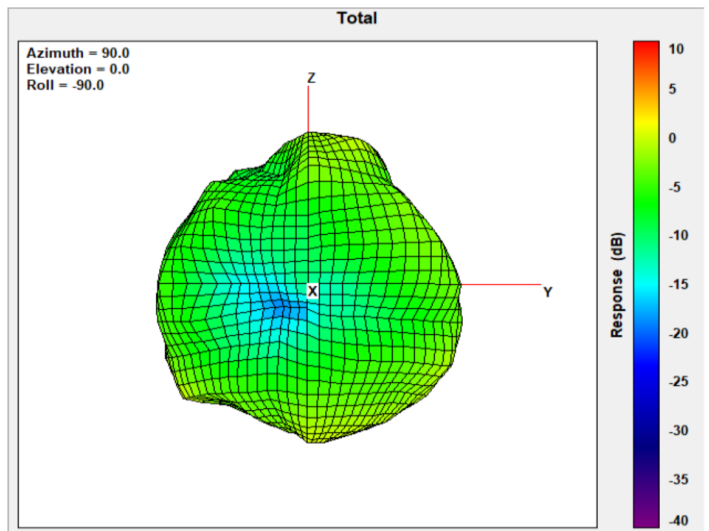 Total
Azimuth = 90.0
Elevation = 0.0
Roll = -90.0
Z
X
Y
Response (dB)
10
5
0
-5
-10
-15
-20
-25
-30
-35
-40